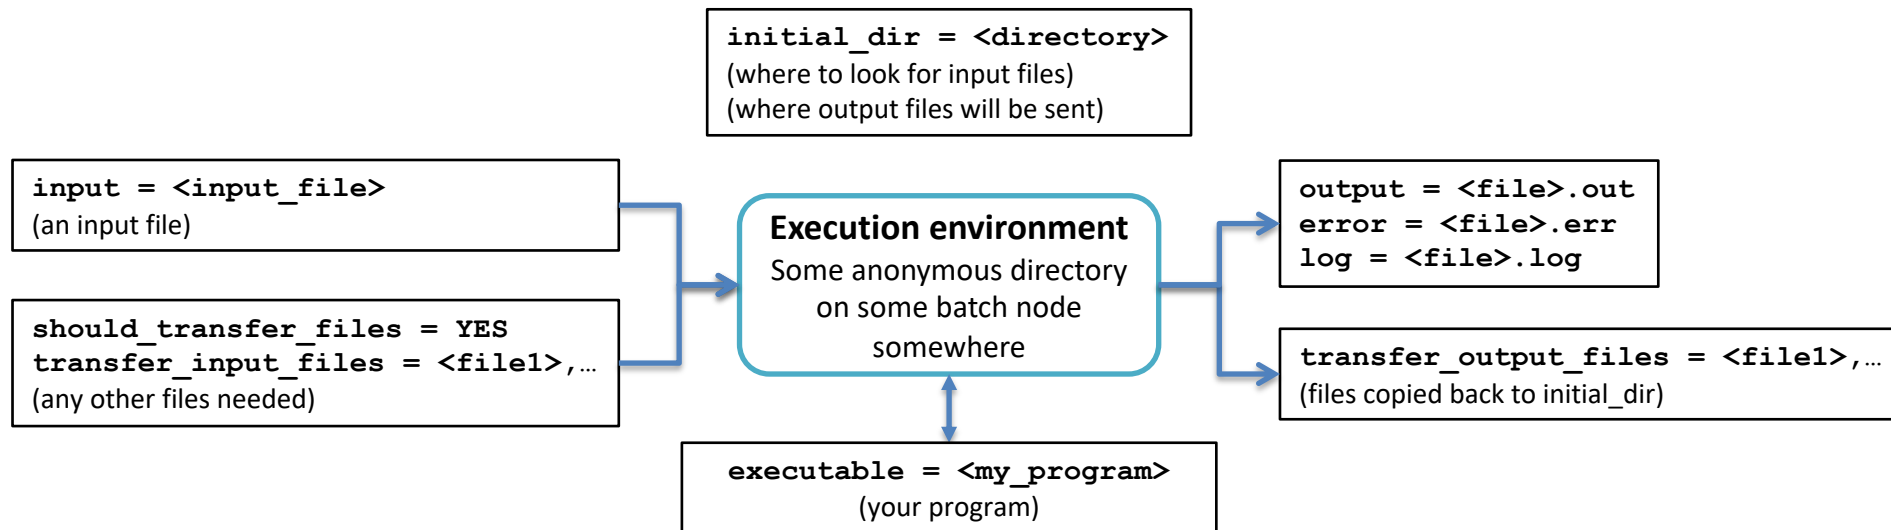 initial_dir = <directory>
(where to look for input files)
(where output files will be sent)
input = <input_file>
(an input file)
should_transfer_files = YES
transfer_input_files = <file1>,…
(any other files needed)
Execution environment
Some anonymous directory
on some batch node
somewhere
output = <file>.out
error = <file>.err
log = <file>.log
transfer_output_files = <file1>,…
(files copied back to initial_dir)
executable = <my_program>
(your program)